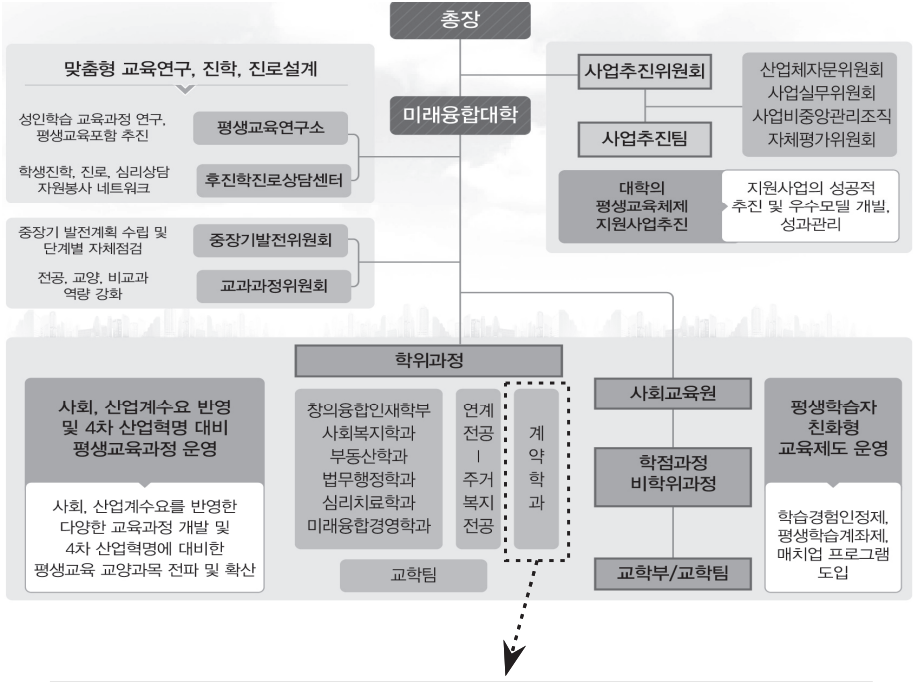 총장
맞춤형 교육연구, 진학, 진로설계
성인학습 교육과정 연구,
평생교육포함 추진
평생교육연구소
학생진학, 진로, 심리상담
자원봉사 네트워크
후진학진로상담센터
미래융합대학
사업추진위원회
사업추진팀
산업체자문위원회
사업실무위원회
사업비중앙관리조직
자체평가위원회
대학의
평생교육체제
지원사업추진
지원사업의 성공적
추진 및 우수모델 개발,
성과관리
중장기 발전계획 수립 및
단계별 자체점검
중장기발전위원회
전공, 교양, 비교과
역량 강화
교과과정위원회
사회, 산업계수요 반영
및 4차 산업혁명 대비
평생교육과정 운영
사회, 산업계수요를 반영한
다양한 교육과정 개발 및
4차 산업혁명에 대비한
평생교육 교양과목 전파 및 확산
학위과정
창의융합인재학부
사회복지학과
부동산학과
법무행정학과
심리치료학과
미래융합경영학과
연계
전공
ㅣ
주거
복지
전공
계
약
학
과
교학팀
사회교육원
학점과정
비학위과정
교학부/교학팀
평생학습자
친화형
교육제도 운영
학습경험인정제,
평생학습계좌제,
매치업 프로그램
도입